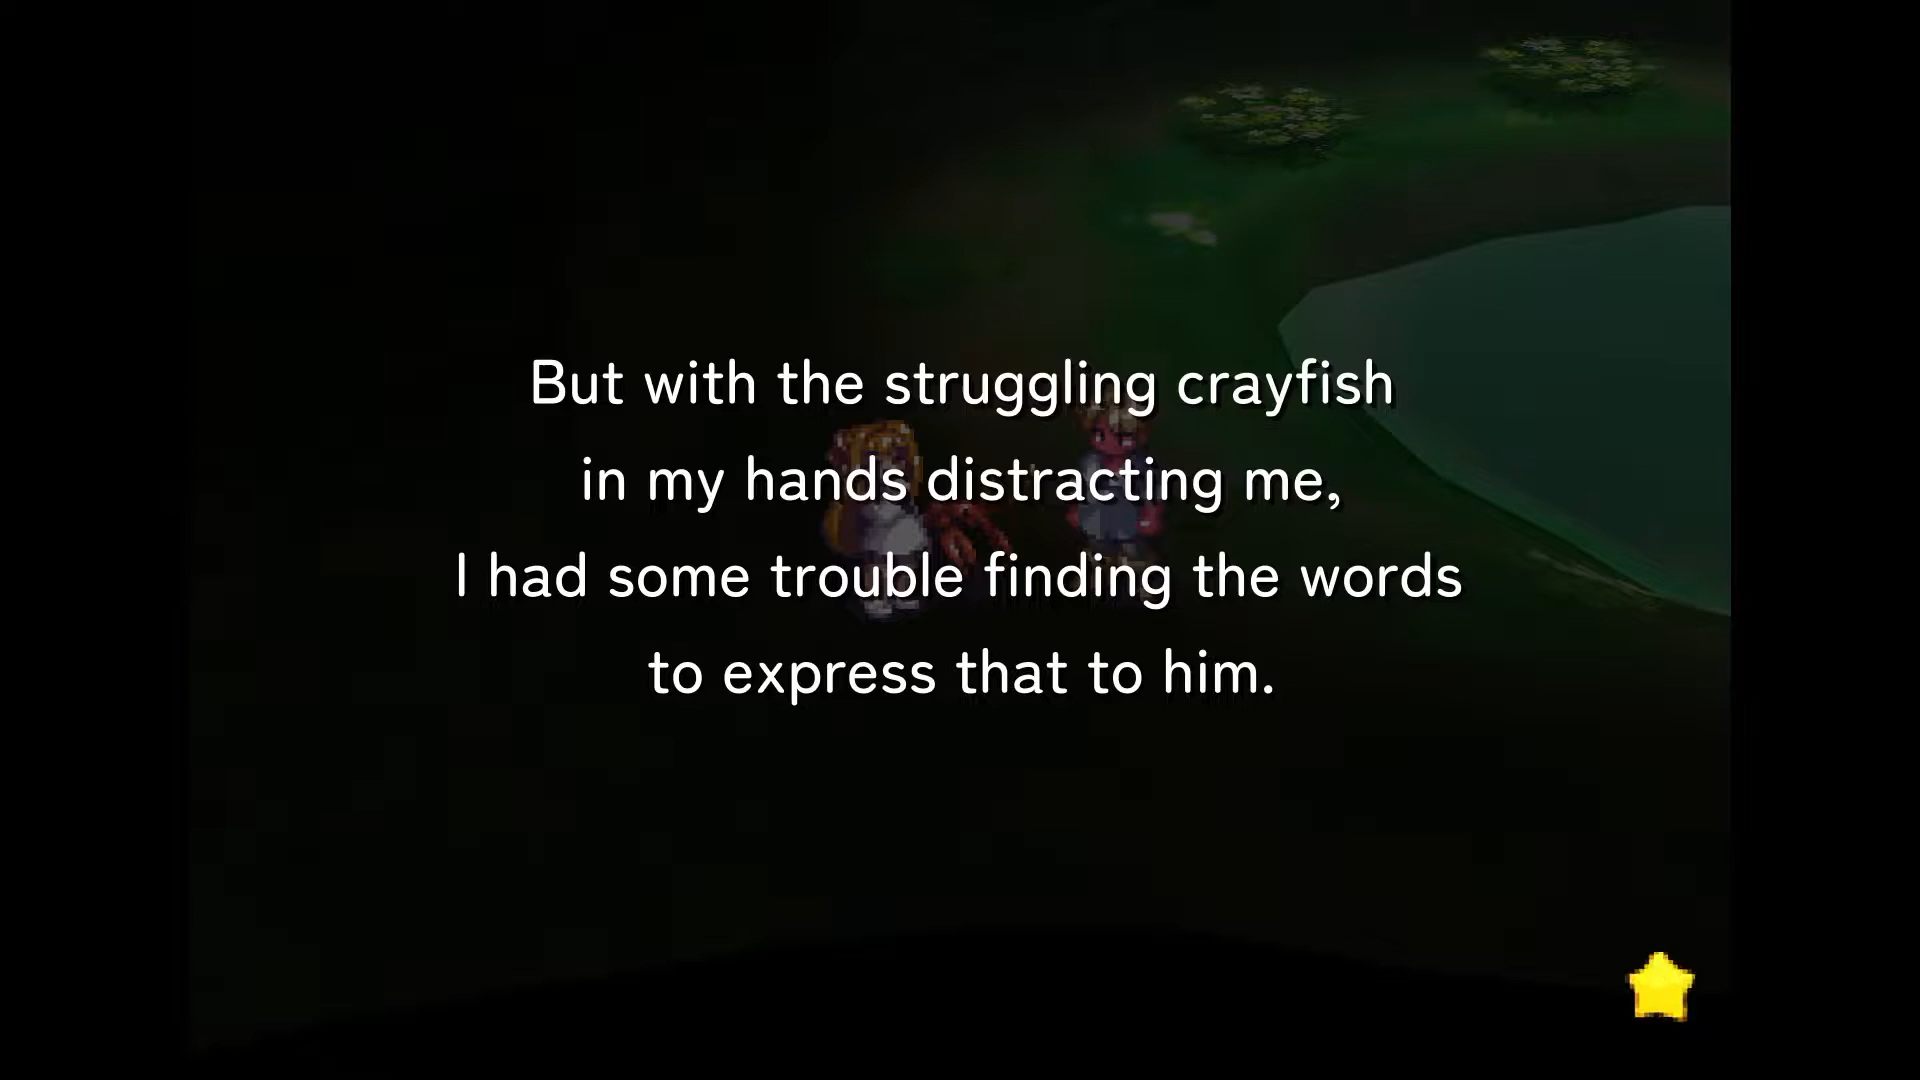 But with the struggling crayfish
in my hands distracting me,
I had some trouble finding the words
to express that to him.